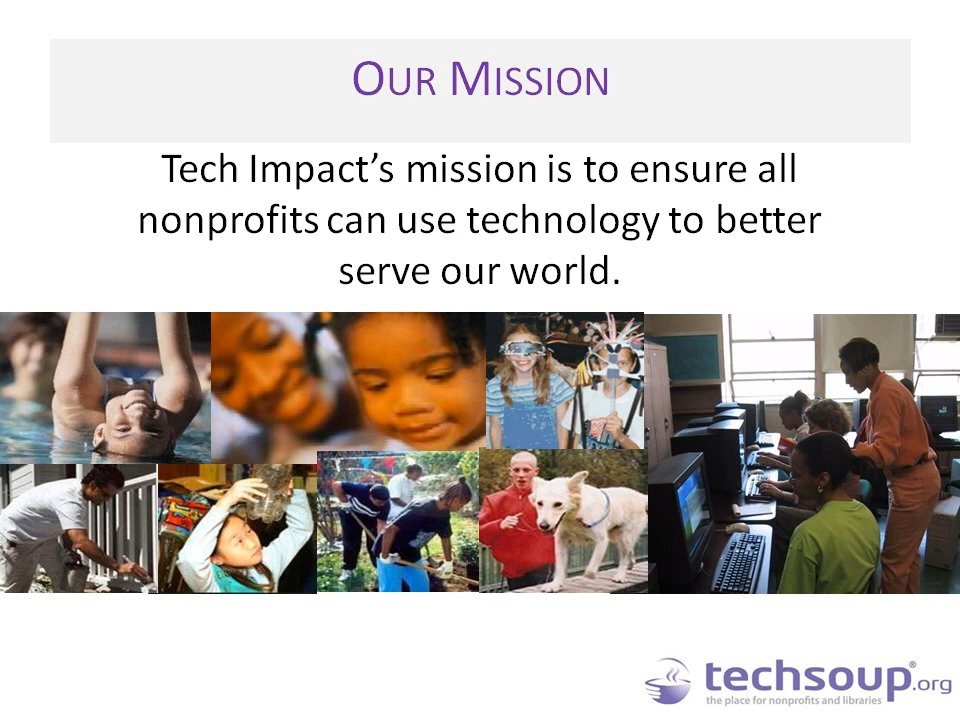 OUR MISSION
Tech Impact's mission is to ensure all
nonprofits can use technology to better
serve our world.
techsoup®.org
the place for nonprofits and libraries